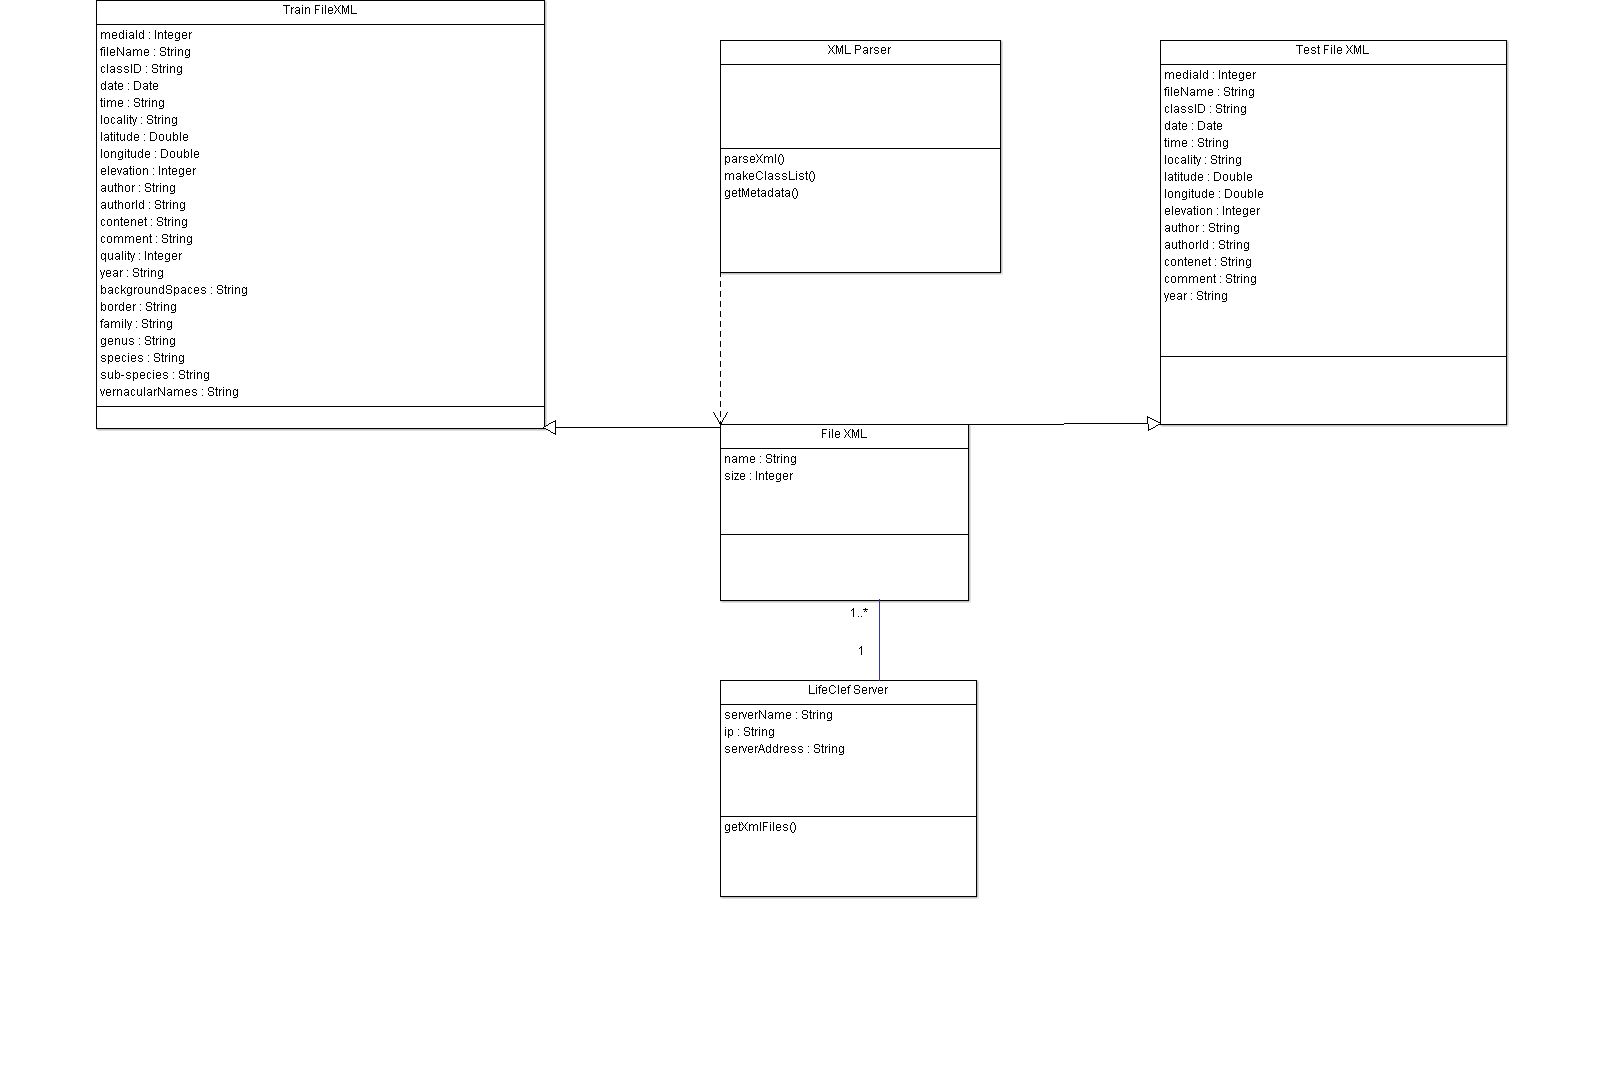 Train FileXML
mediaId : Integer
fileName : String
classID : String
date : Date
time : String
locality : String
latitude : Double
longitude : Double
elevation : Integer
author : String
authorId : String
contenet : String
comment : String
quality : Integer
year : String
backgroundSpaces : String
border : String
family : String
genus : String
species : String
sub-species : String
vernacularNames : String
XML Parser
parseXml()
makeClassList()
getMetadata()
Test File XML
mediaId : Integer
fileName : String
classID : String
date : Date
time : String
locality : String
latitude : Double
longitude : Double
elevation : Integer
author : String
authorId : String
contenet : String
comment : String
year : String
File XML
name : String
size : Integer
1..*
1
LifeClef Server
serverName : String
ip : String
serverAddress : String
getXmlFiles()